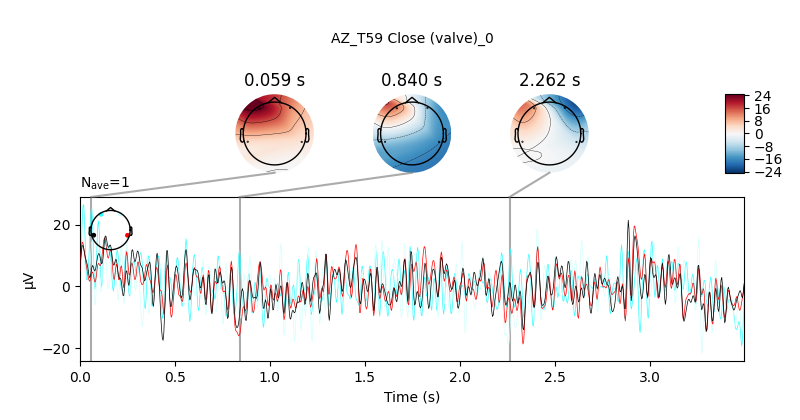 AZ_T59 Close (valve)_0
0.059 s 0.840 s 2.262 s
24
16
8
0
−8
−16
−24
Nave=1
20
0
−20
µV
0.0 0.5 1.0 1.5 2.0 2.5 3.0
Time (s)